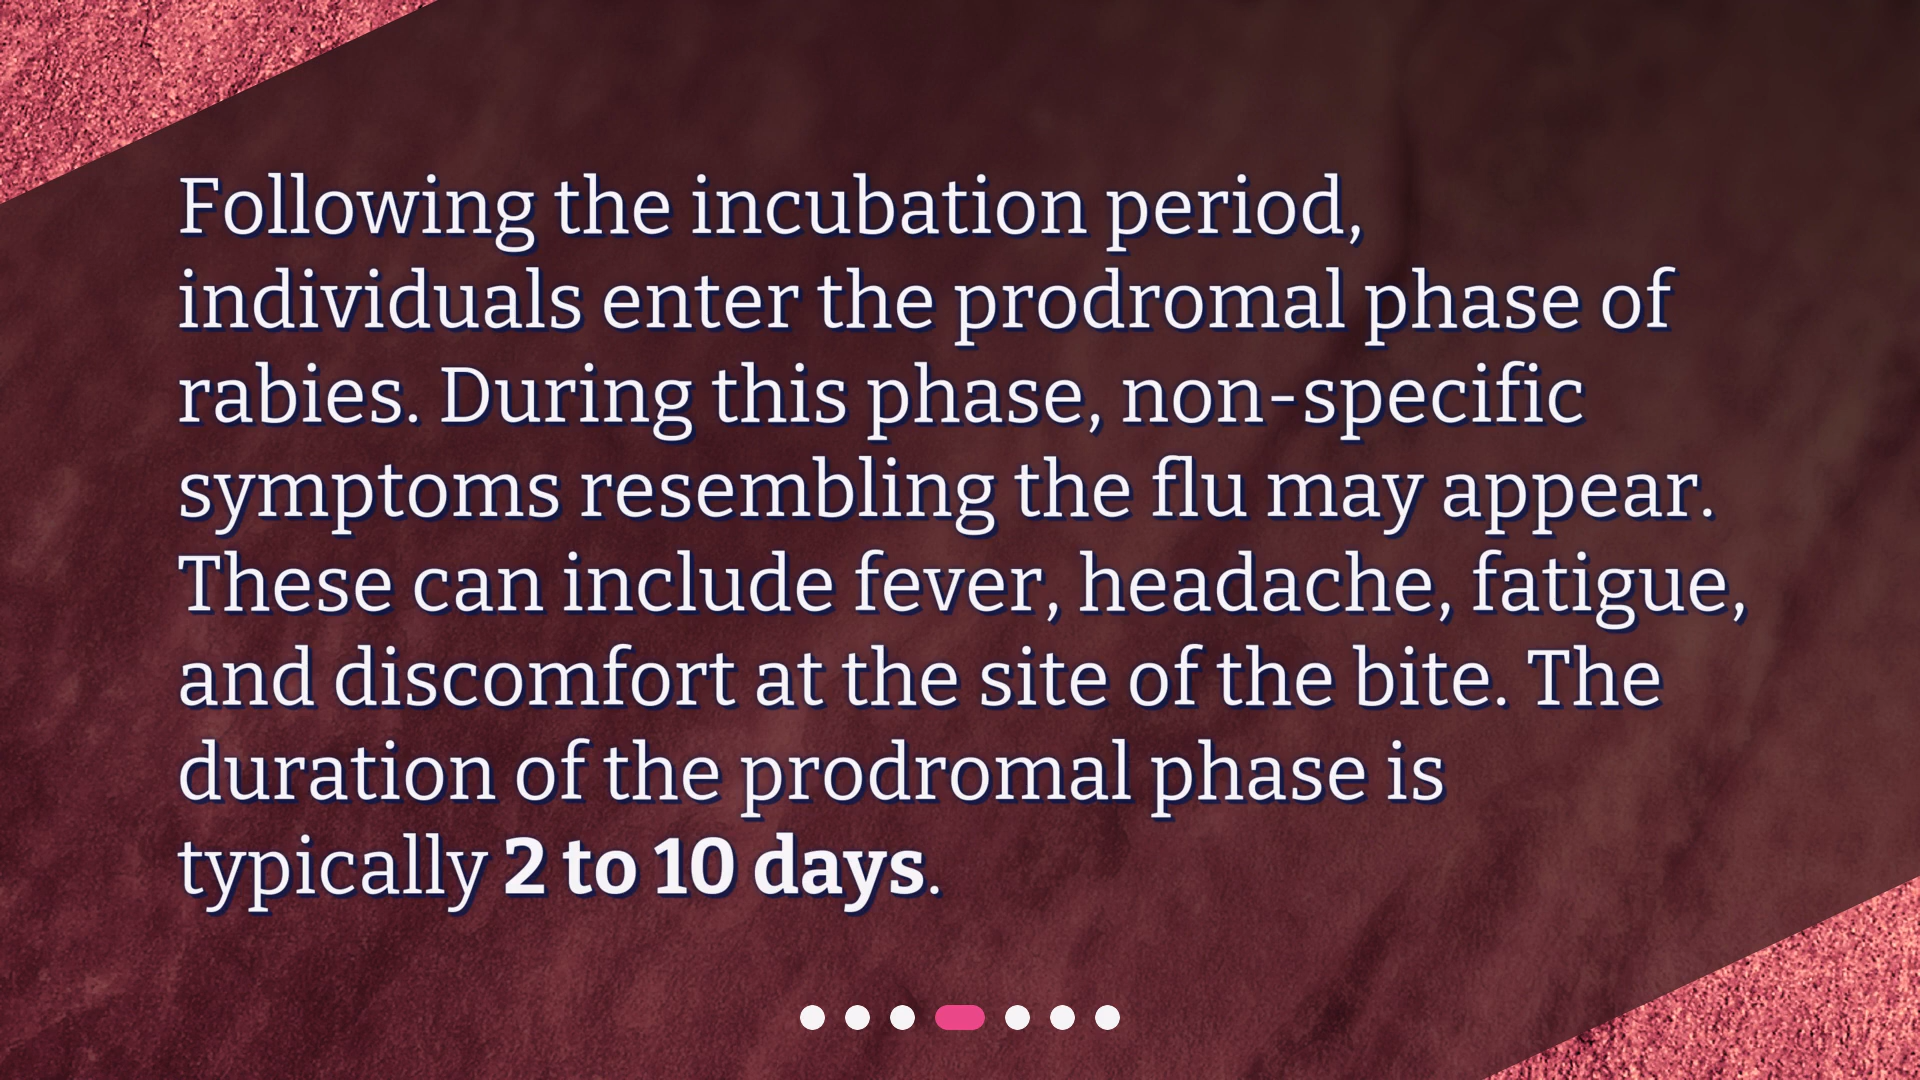 Following the incubation period,
individuals enter the prodromal phase of
rabies. During this phase, non-specific
symptoms resembling the flu may appear.
These can include fever, headache, fatigue,
and discomfort at the site of the bite. The
duration of the prodromal phase is
typically 2 to 10 days.